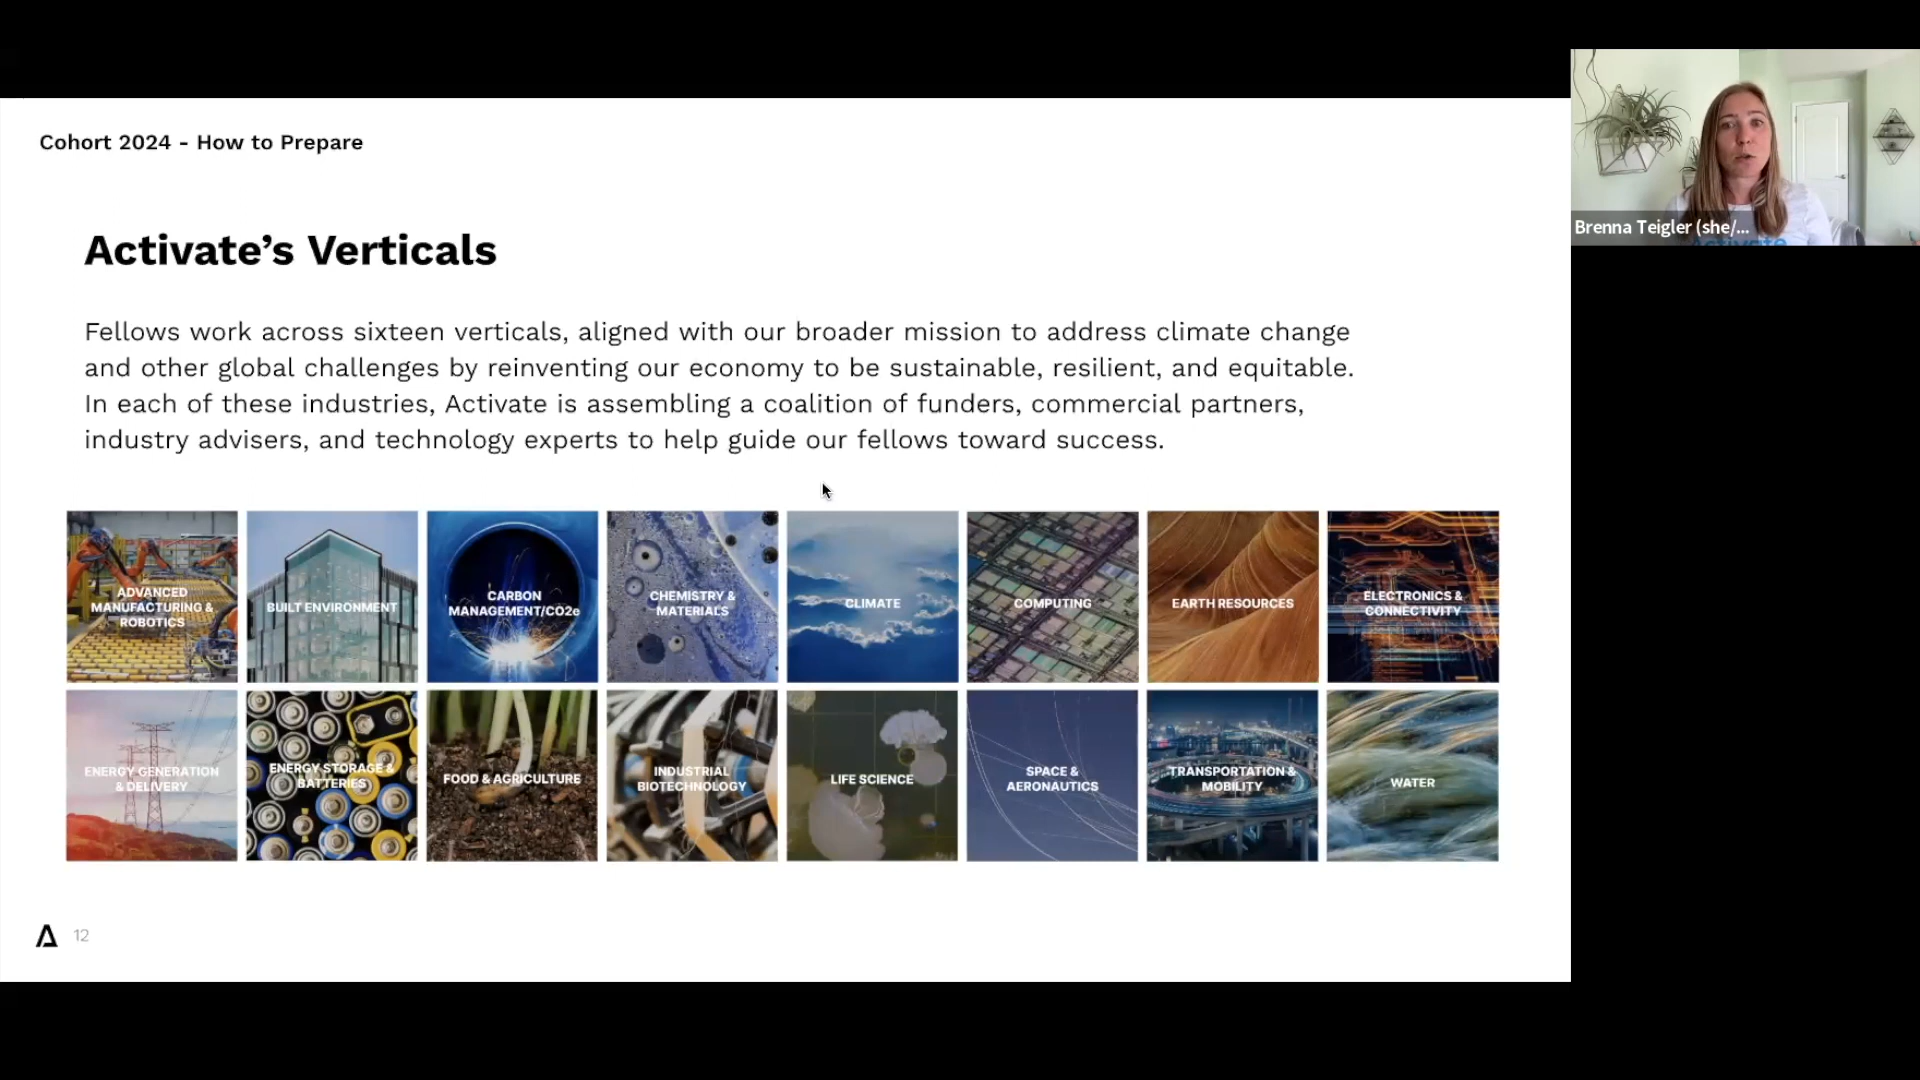 Cohort 2024 - How to Prepare
Activate's Verticals
Fellows work across sixteen verticals, aligned with our broader mission to address climate change
and other global challenges by reinventing our economy to be sustainable, resilient, and equitable.
In each of these industries, Activate is assembling a coalition of funders, commercial partners,
industry advisers, and technology experts to help guide our fellows toward success.
ADVANCED
MANUFACTURING &
ROBOTICS
BUILT ENVIRONMENT
CARBON
MANAGEMENT/CO2e
CHEMISTRY &
MATERIALS
CLIMATE
COMPUTING
EARTH RESOURCES
ELECTRONICS &
CONNECTIVITY
ENERGY GENERATION
& DELIVERY
ENERGY STORAGE &
BATTERIES
FOOD & AGRICULTURE
INDUSTRIAL
BIOTECHNOLOGY
LIFE SCIENCE
SPACE &
AERONAUTICS
TRANSPORTATION &
MOBILITY
WATER
12
Brenna Teigler (she/...
Activate